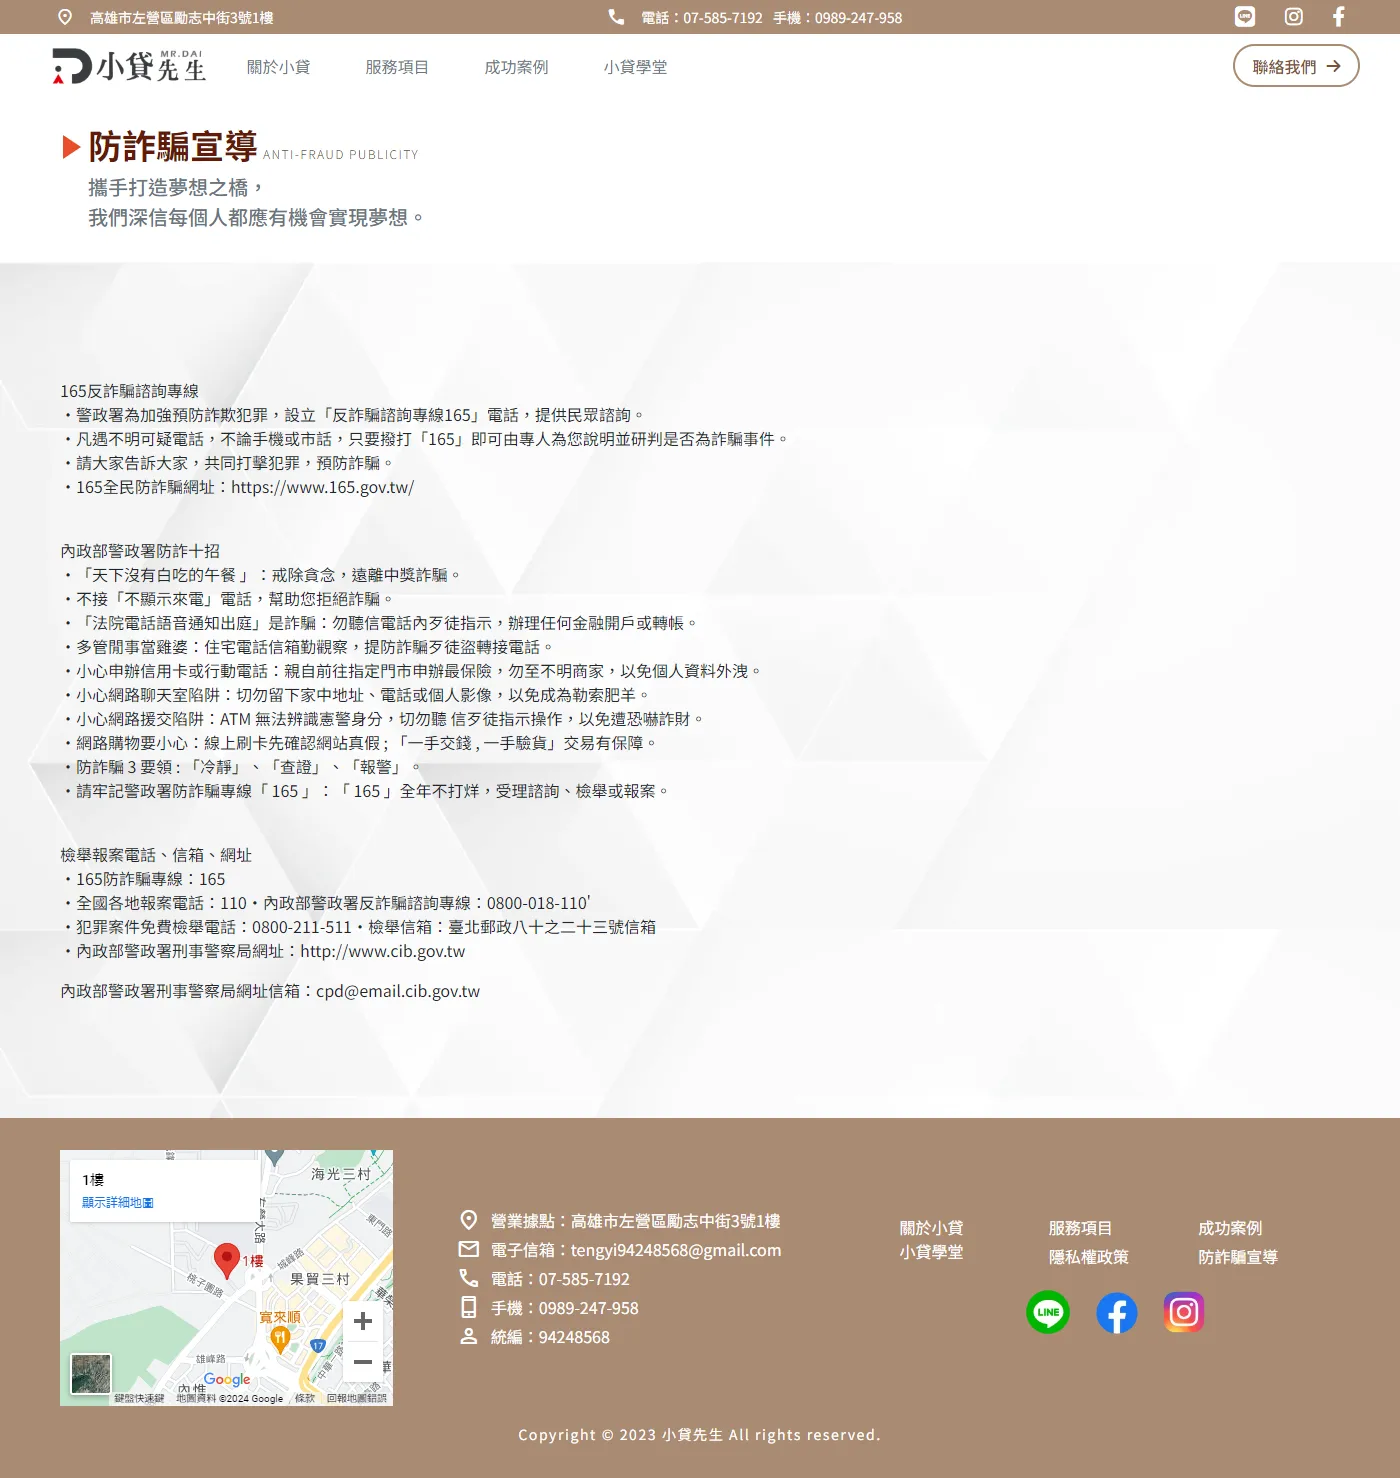 高雄市左營區勵志中街3號1樓
電話：07-585-7192 手機：0989-247-958
小貸先生 MR.DAI
關於小貸
服務項目
成功案例
小貸學堂
聯絡我們
防詐騙宣導 ANTI-FRAUD PUBLICITY
攜手打造夢想之橋，
我們深信每個人都應有機會實現夢想。
165反詐騙諮詢專線
・警政署為加強預防詐欺犯罪，設立「反詐騙諮詢專線165」電話，提供民眾諮詢。
・凡遇不明可疑電話，不論手機或市話，只要撥打「165」即可由專人為您說明並研判是否為詐騙事件。
・請大家告訴大家，共同打擊犯罪，預防詐騙。
・165全民防詐騙網址：https://www.165.gov.tw/
內政部警政署防詐十招
・「天下沒有白吃的午餐 」：戒除貪念，遠離中獎詐騙。
・不接「不顯示來電」電話，幫助您拒絕詐騙。
・「法院電話語音通知出庭」是詐騙：勿聽信電話內歹徒指示，辦理任何金融開戶或轉帳。
・多管閒事當雞婆：住宅電話信箱勤觀察，提防詐騙歹徒盜轉接電話。
・小心申辦信用卡或行動電話：親自前往指定門市申辦最保險，勿至不明商家，以免個人資料外洩。
・小心網路聊天室陷阱：切勿留下家中地址、電話或個人影像，以免成為勒索肥羊。
・小心網路援交陷阱：ATM 無法辨識憲警身分，切勿聽 信歹徒指示操作，以免遭恐嚇詐財。
・網路購物要小心：線上刷卡先確認網站真假 ; 「一手交錢 , 一手驗貨」交易有保障。
・防詐騙 3 要領 : 「冷靜」、「查證」、「報警」。
・請牢記警政署防詐騙專線「 165 」：「 165 」全年不打烊，受理諮詢、檢舉或報案。
檢舉報案電話、信箱、網址
・165防詐騙專線：165
・全國各地報案電話：110・內政部警政署反詐騙諮詢專線：0800-018-110'
・犯罪案件免費檢舉電話：0800-211-511・檢舉信箱：臺北郵政八十之二十三號信箱
・內政部警政署刑事警察局網址：http://www.cib.gov.tw
內政部警政署刑事警察局網址信箱：cpd@email.cib.gov.tw
1樓
顯示詳細地圖
海光三村
東門路
1樓
城峰路
桃子園路
果貿三村
寬來順
17
雄峰路
內惟
中華一路
Google
鍵盤快速鍵 地圖資料 ©2024 Google 條款 回報地圖錯誤
營業據點：高雄市左營區勵志中街3號1樓
電子信箱：tengyi94248568@gmail.com
電話：07-585-7192
手機：0989-247-958
統編：94248568
關於小貸
服務項目
成功案例
小貸學堂
隱私權政策
防詐騙宣導
LINE
Copyright © 2023 小貸先生 All rights reserved.